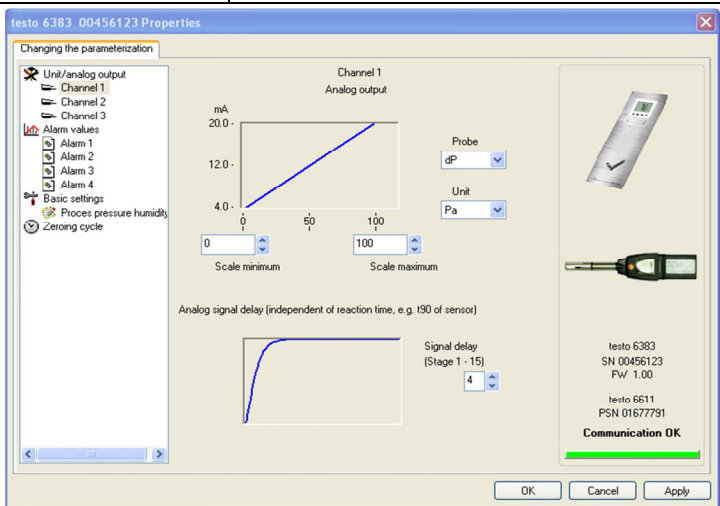 testo 6383 00456123 Properties
Changing the parameterization
Unit/analog output
Channel 1
Channel 2
Channel 3
Alarm values
Alarm 1
Alarm 2
Alarm 3
Alarm 4
Basic settings
Proces pressure humidity
Zeroing cycle
Channel 1
Analog output
mA
20.0 -
12.0 -
4.0 -
0 50 100
Probe
dP
Unit
Pa
0 100
Scale minimum Scale maximum
Analog signal delay (independent of reaction time, e.g. t90 of sensor)
Signal delay
(Stage 1 - 15)
4
testo 6383
SN 00456123
FW 1.00
testo 6611
PSN 01677791
Communication OK
OK Cancel Apply